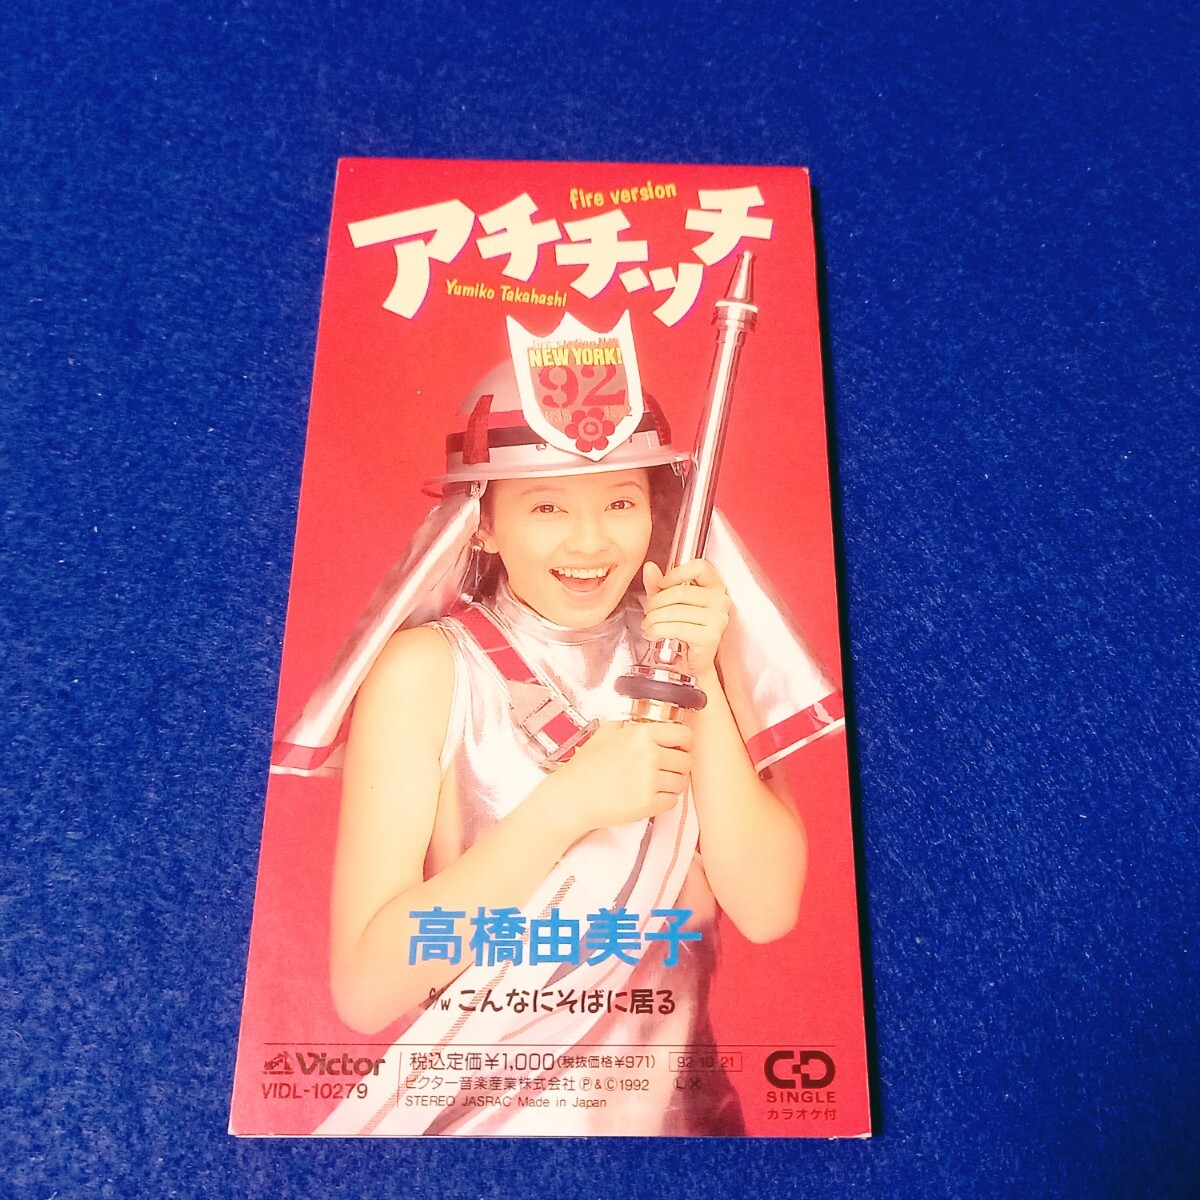 fire version
アチチッチ
Yumiko Takahashi
NEW YORK!
92
高橋由美子
c/w こんなにそばに居る
Victor
税込定価¥1,000(税抜価格¥971)
92·10·21
VIDL-10279
ビクター音楽産業株式会社 Ⓟ&Ⓒ1992
STEREO JASRAC Made in Japan
CD
SINGLE
カラオケ付